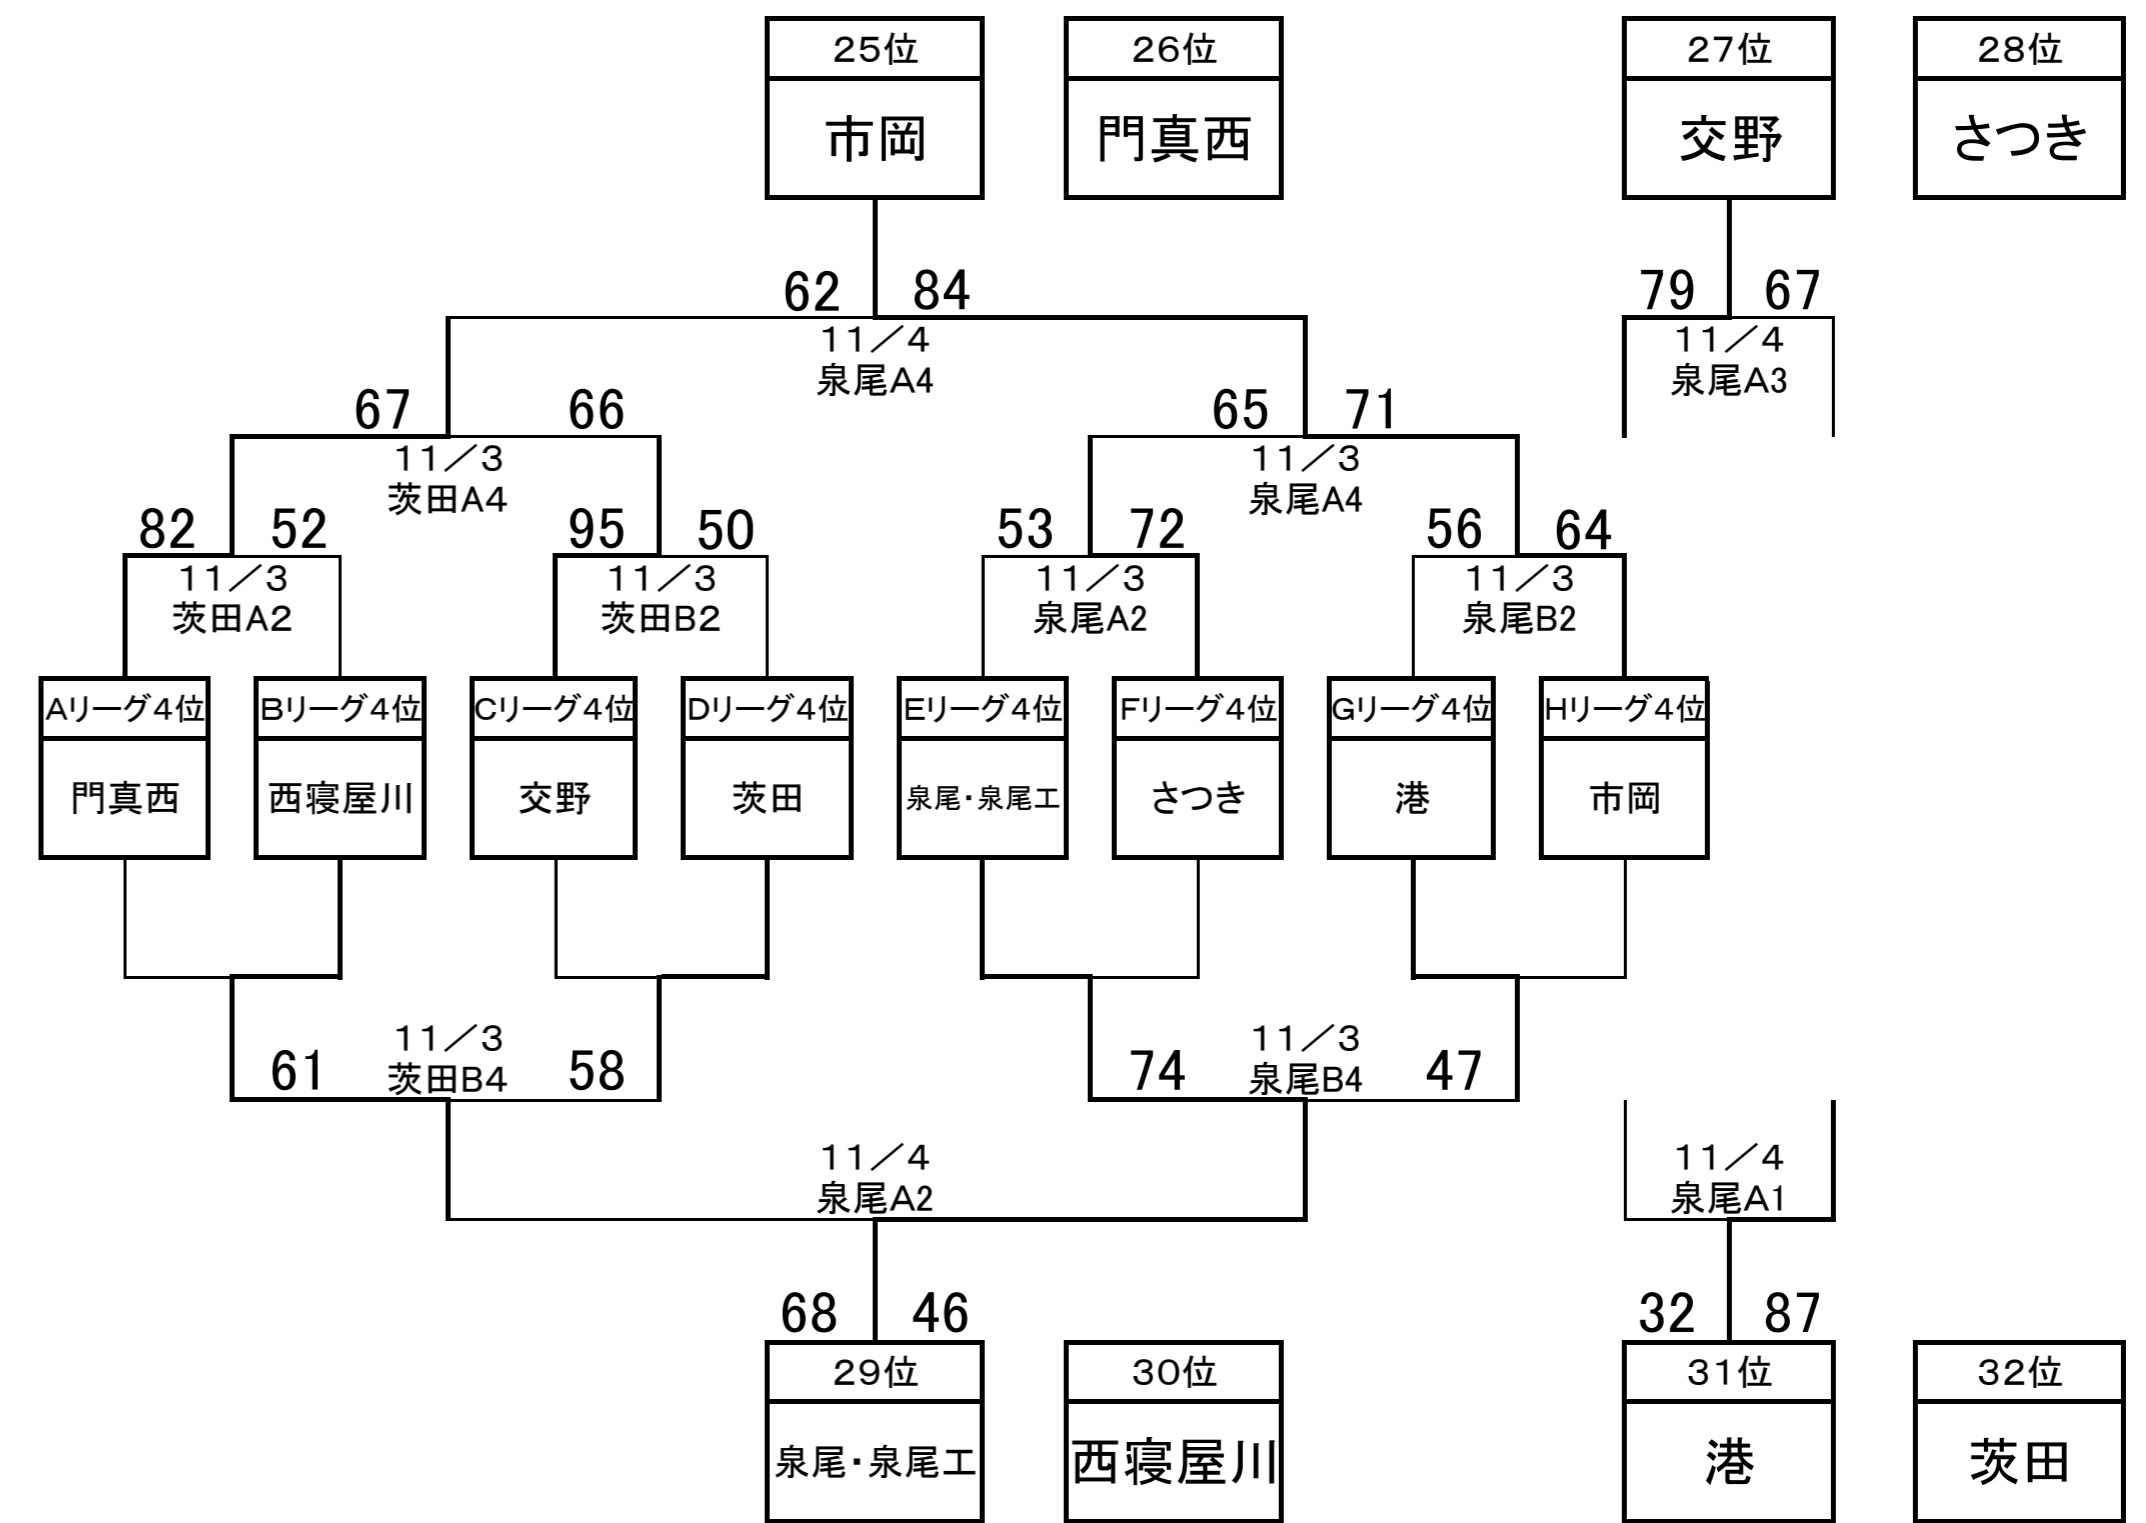 ２５位 ２６位 ２７位 ２８位
市岡 門真西 交野 さつき
62 84 79 67
１１／４ １１／４
泉尾A4 泉尾A3
67 66 65 71
１１／３ １１／３
茨田A４ 泉尾A4
82 52 95 50 53 72 56 64
１１／３ １１／３ １１／３ １１／３
茨田A２ 茨田B２ 泉尾A2 泉尾B2
Aリーグ４位 Bリーグ４位 Cリーグ４位 Dリーグ４位 Eリーグ４位 Fリーグ４位 Gリーグ４位 Hリーグ４位
門真西 西寝屋川 交野 茨田 泉尾・泉尾工 さつき 港 市岡
１１／３ １１／３
61 茨田B４ 58 74 泉尾B4 47
１１／４ １１／４
泉尾A2 泉尾A1
68 46 32 87
２９位 ３０位 ３１位 ３２位
泉尾・泉尾工 西寝屋川 港 茨田